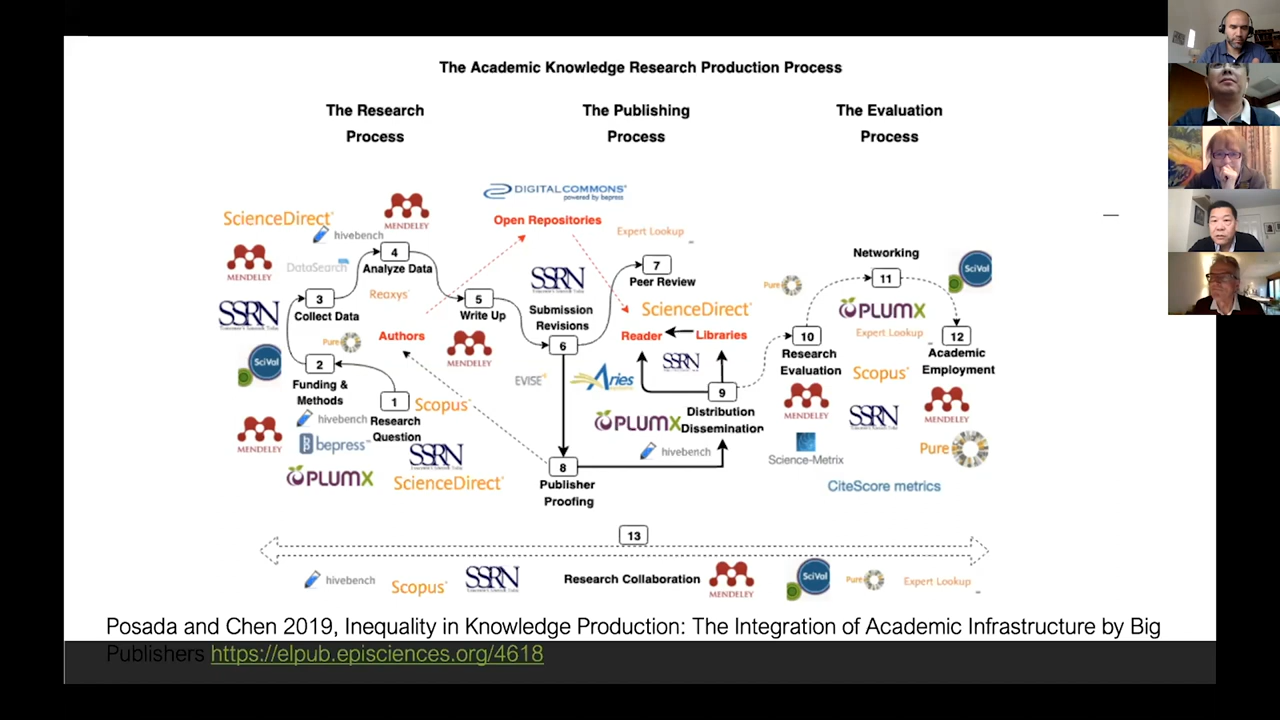 The Academic Knowledge Research Production Process
The Research
Process
The Publishing
Process
The Evaluation
Process
DIGITALCOMMONS
powered by bepress
ScienceDirect
MENDELEY
hivebench
Open Repositories
Expert Lookup
4
Analyze Data
MENDELEY
DataSearch
Reaxys
3
Collect Data
SSRN
5
Write Up
Authors
Pure
SciVal
2
Funding &
Methods
1
Research
Question
Scopus
MENDELEY
hivebench
bepress
PLUMX
SSRN
ScienceDirect
MENDELEY
SSRN
Submission
Revisions
6
7
Peer Review
ScienceDirect
Reader
Libraries
SSRN
EVISE
Aries
9
Distribution
Dissemination
PLUMX
hivebench
8
Publisher
Proofing
Networking
11
SciVal
Pure
PLUMX
Expert Lookup
10
Research
Evaluation
12
Academic
Employment
Scopus
MENDELEY
SSRN
MENDELEY
Science-Metrix
Pure
CiteScore metrics
13
hivebench
Scopus
SSRN
Research Collaboration
MENDELEY
SciVal
Pure
Expert Lookup
Posada and Chen 2019, Inequality in Knowledge Production: The Integration of Academic Infrastructure by Big
Publishers https://elpub.episciences.org/4618